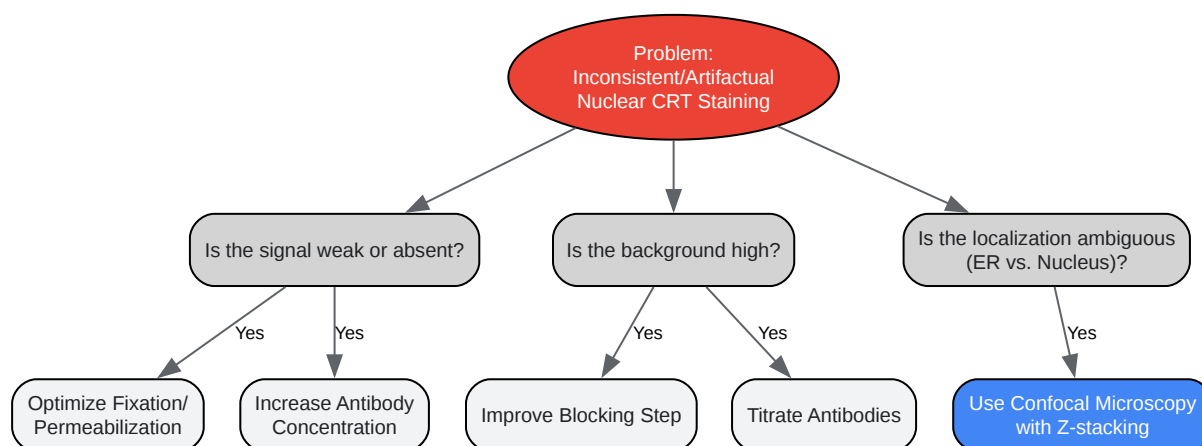 Problem:
Inconsistent/Artifactual
Nuclear CRT Staining
Is the signal weak or absent?
Is the background high?
Is the localization ambiguous
(ER vs. Nucleus)?
Yes
Yes
Yes
Yes
Yes
Optimize Fixation/
Permeabilization
Increase Antibody
Concentration
Improve Blocking Step
Titrate Antibodies
Use Confocal Microscopy
with Z-stacking